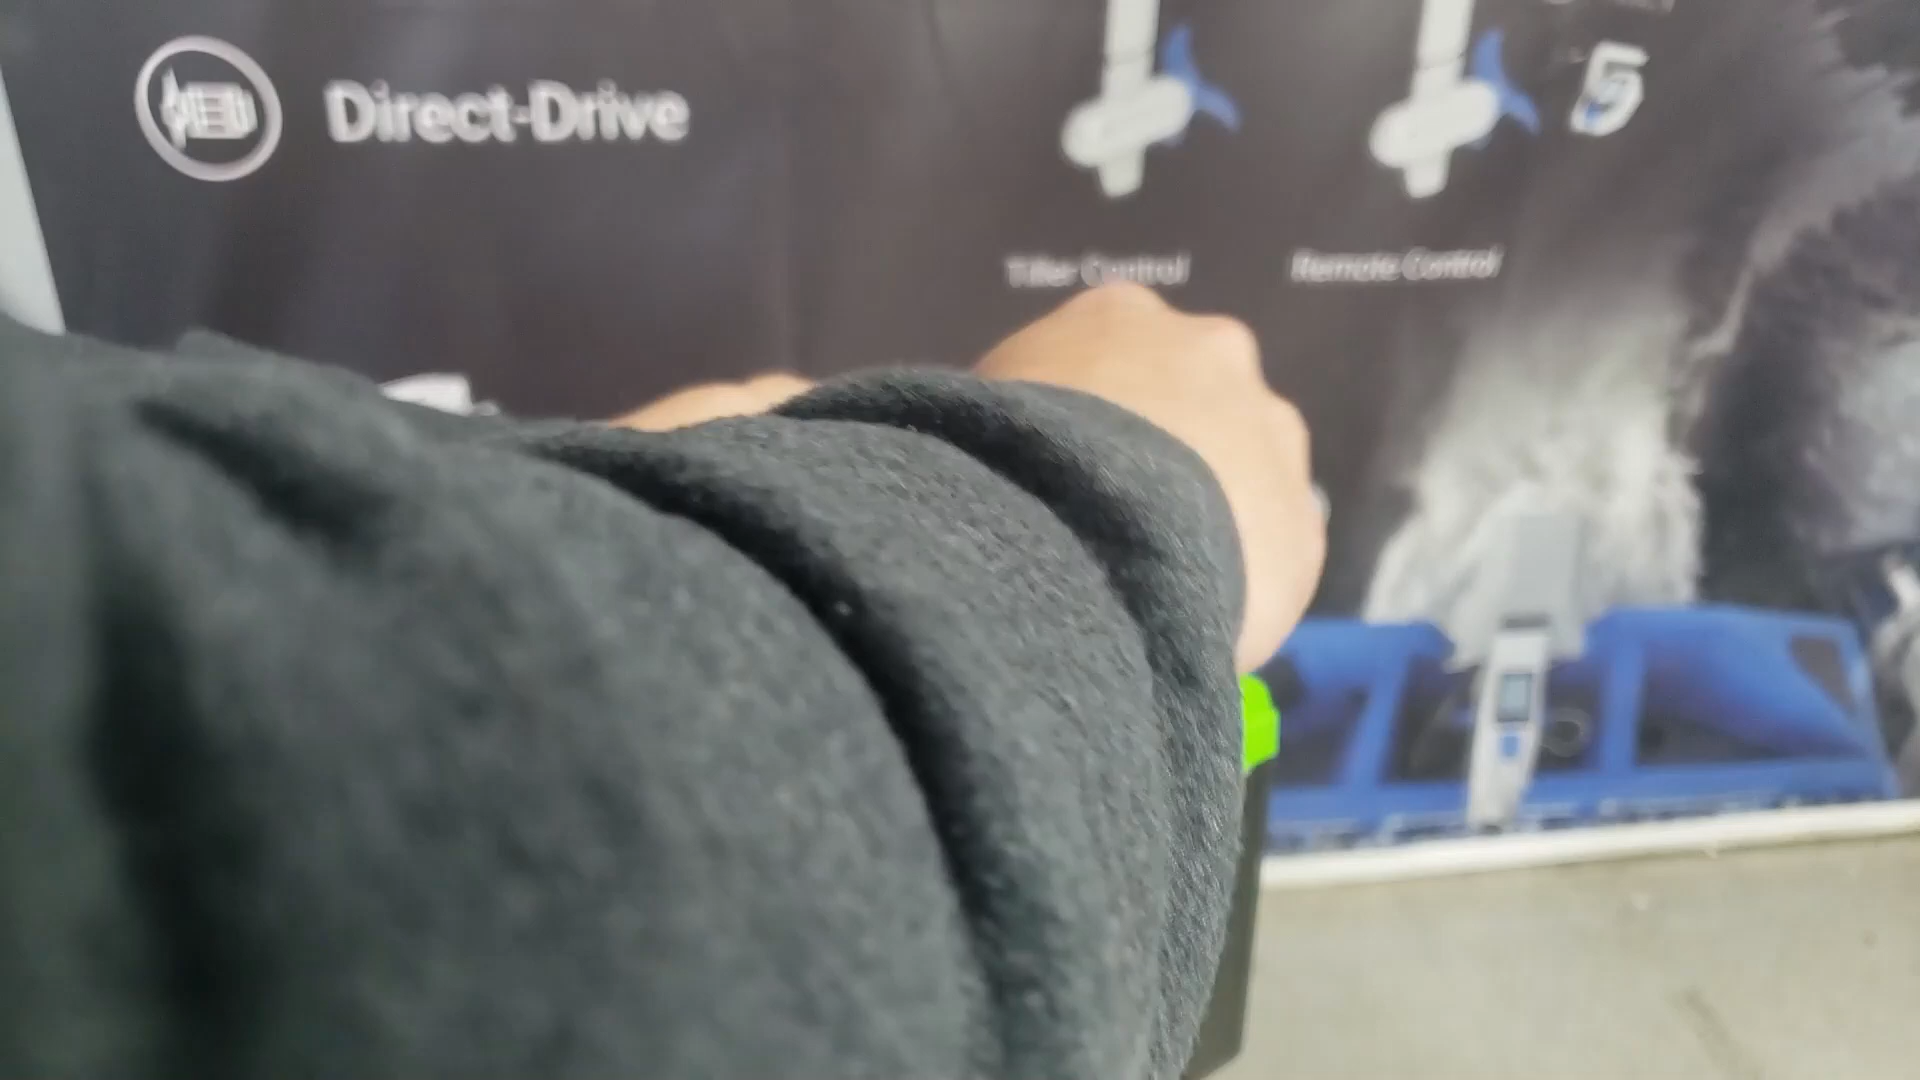 Direct-Drive
Tiller Control
Remote Control